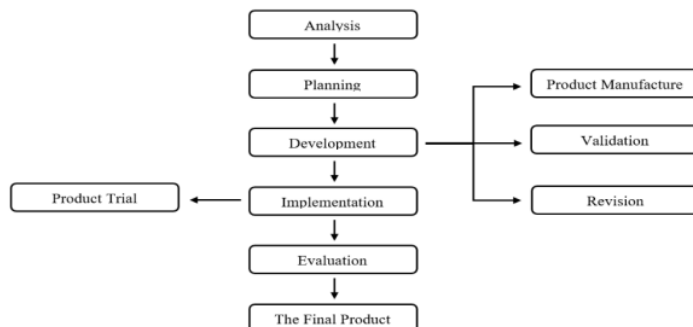 Analysis
Planning
Product Manufacture
Development
Validation
Product Trial
Implementation
Revision
Evaluation
The Final Product